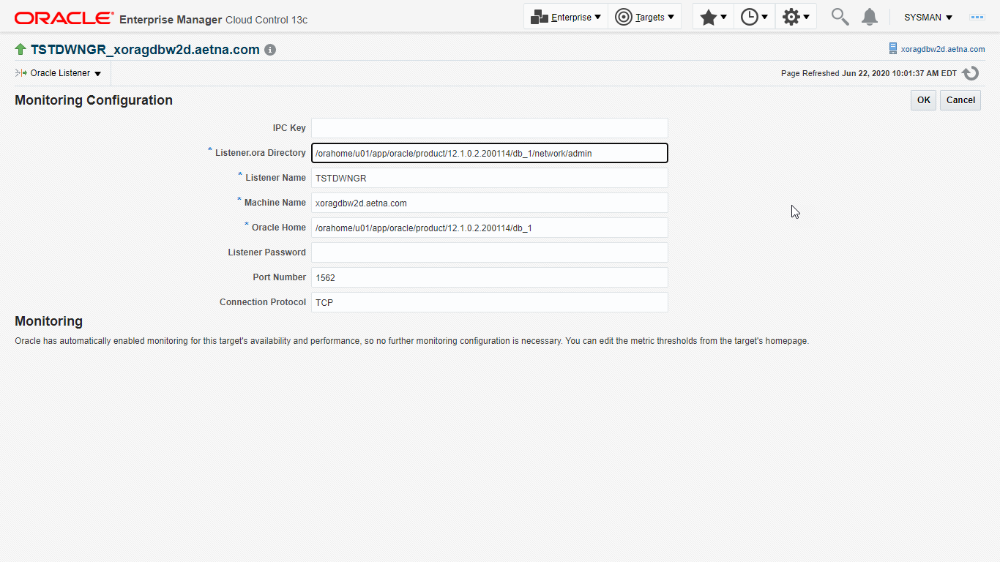 ORACLE Enterprise Manager Cloud Control 13c Enterprise Targets SYSMAN
TSTDWNGR_xoragdbw2d.aetna.com xoragdbw2d.aetna.com
Oracle Listener Page Refreshed Jun 22, 2020 10:01:37 AM EDT
Monitoring Configuration OK Cancel
IPC Key
* Listener.ora Directory /orahome/u01/app/oracle/product/12.1.0.2.200114/db_1/network/admin
* Listener Name TSTDWNGR
* Machine Name xoragdbw2d.aetna.com
* Oracle Home /orahome/u01/app/oracle/product/12.1.0.2.200114/db_1
Listener Password
Port Number 1562
Connection Protocol TCP
Monitoring
Oracle has automatically enabled monitoring for this target's availability and performance, so no further monitoring configuration is necessary. You can edit the metric thresholds from the target's homepage.